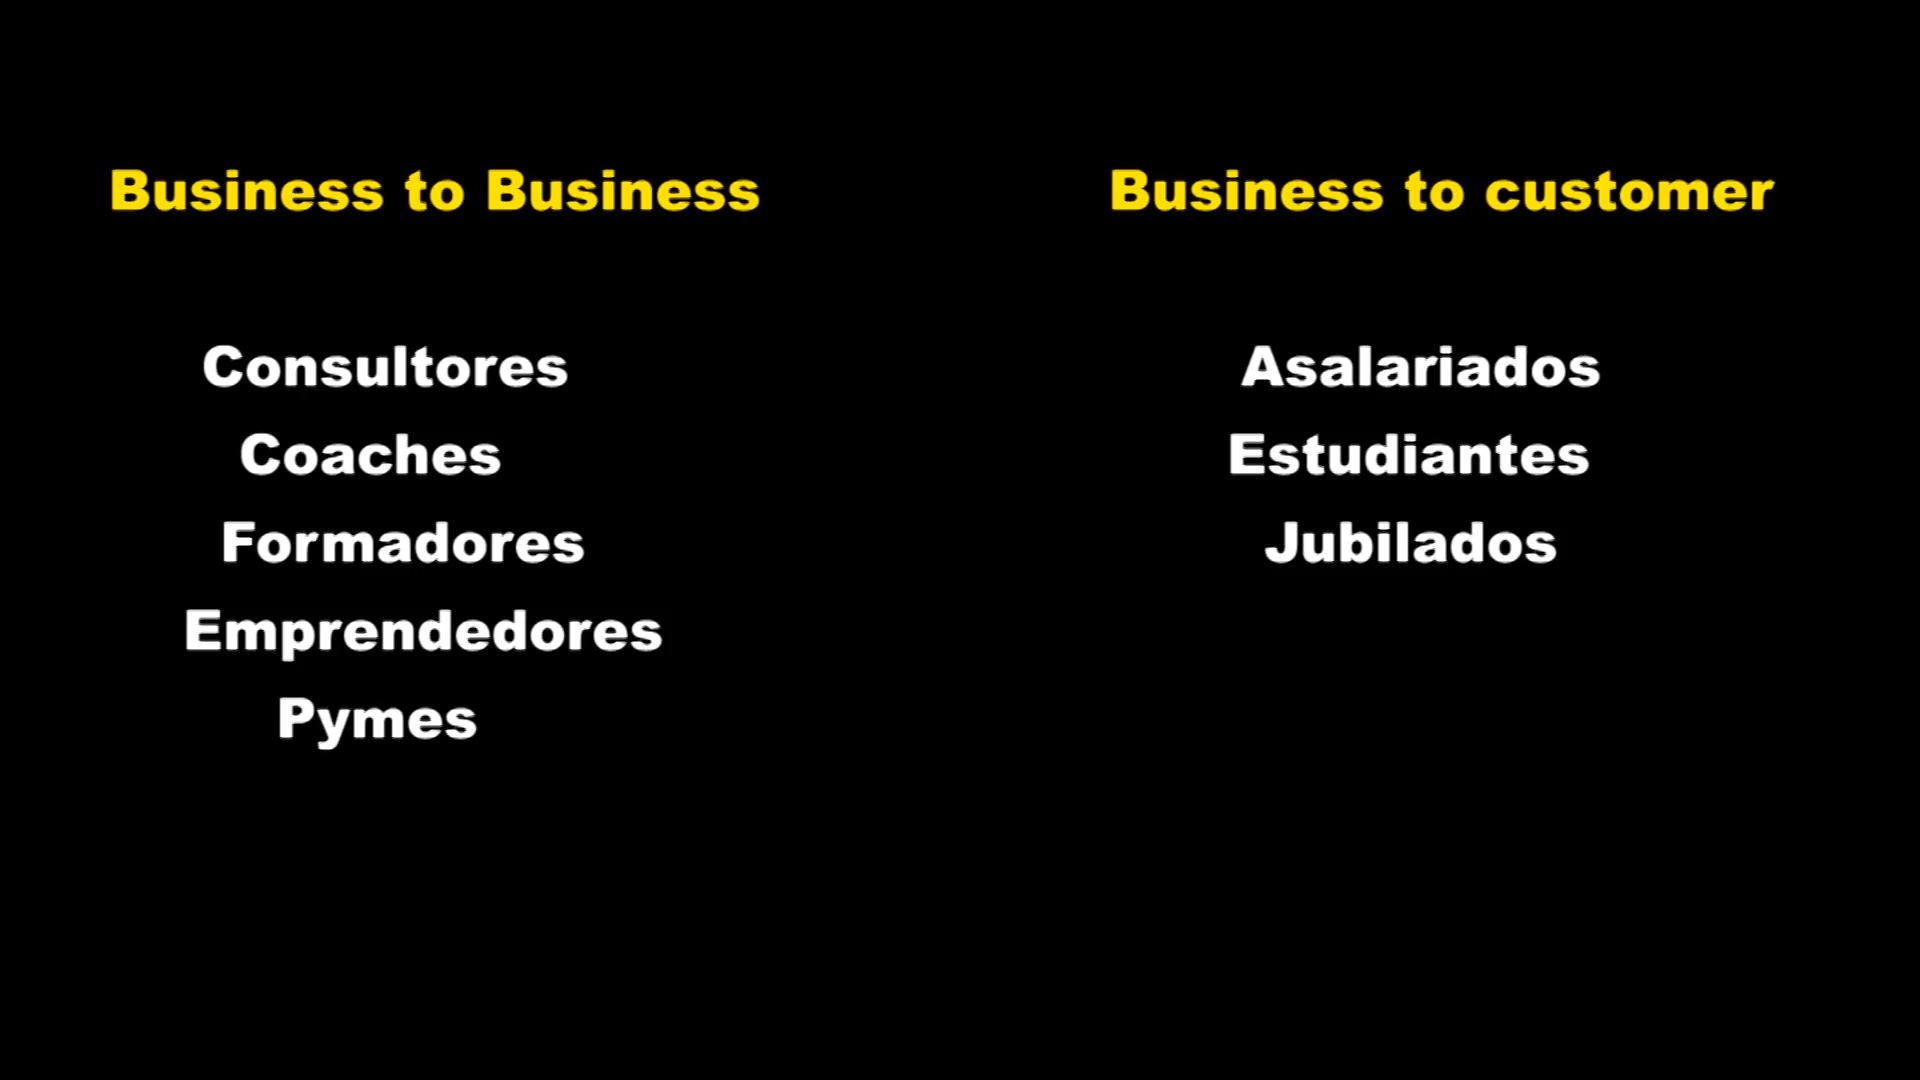 Business to Business
Consultores
Coaches
Formadores
Emprendedores
Pymes
Business to customer
Asalariados
Estudiantes
Jubilados